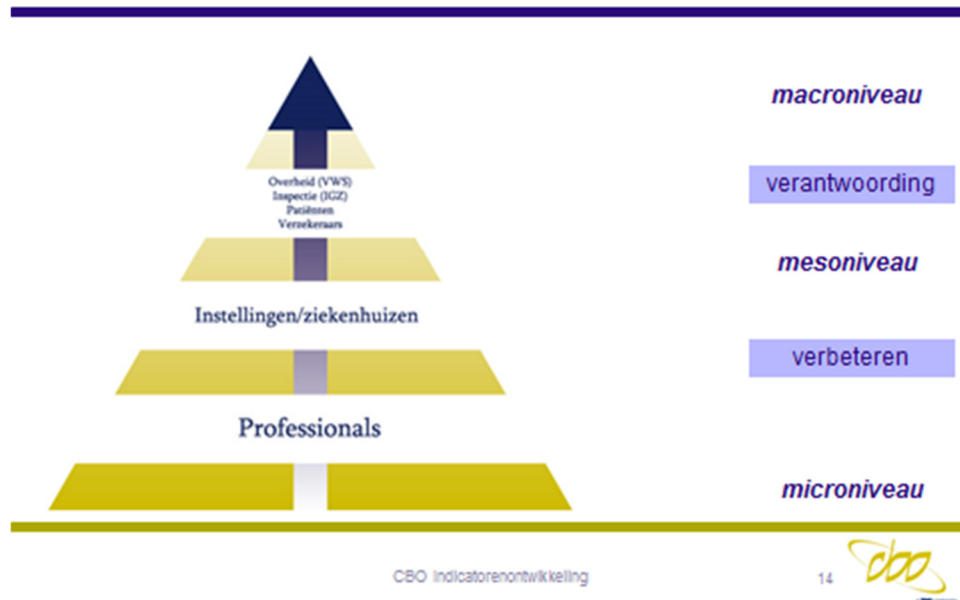 macroniveau
Overheid (VWS)
Inspectie (IGZ)
Patiënten
Verzekeraars
verantwoording
mesoniveau
Instellingen/ziekenhuizen
verbeteren
Professionals
microniveau
CBO Indicatorenontwikkeling
14
cbo